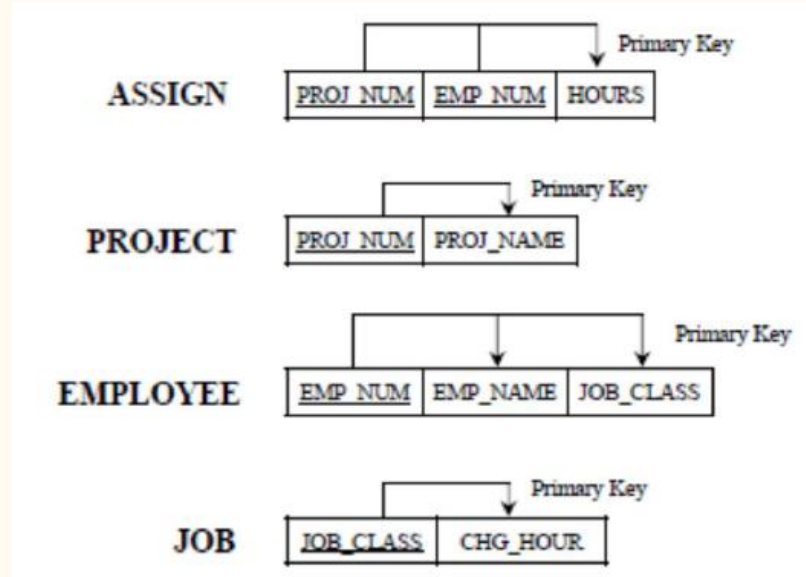 Primary Key
ASSIGN PROJ_NUM EMP_NUM HOURS
Primary Key
PROJECT PROJ_NUM PROJ_NAME
Primary Key
EMPLOYEE EMP_NUM EMP_NAME JOB_CLASS
Primary Key
JOB JOB_CLASS CHG_HOUR